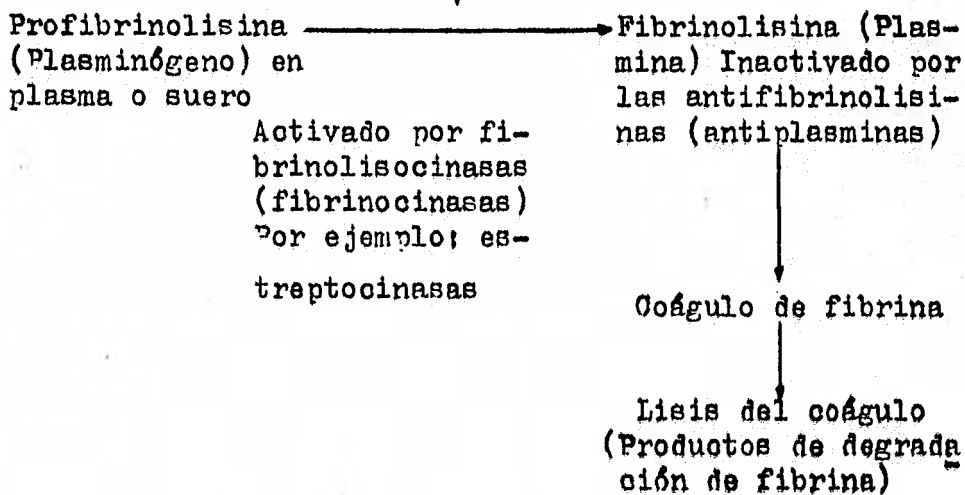 Profibrinolisina
(Plasminógeno) en
plasma o suero
Activado por fi-
brinolisocinasas
(fibrinocinasas)
Por ejemplo: es-
treptocinasas
Fibrinolisina (Plas-
mina) Inactivado por
las antifibrinolisi-
nas (antiplasminas)
Coágulo de fibrina
Lisis del coágulo
(Productos de degrada
ción de fibrina)